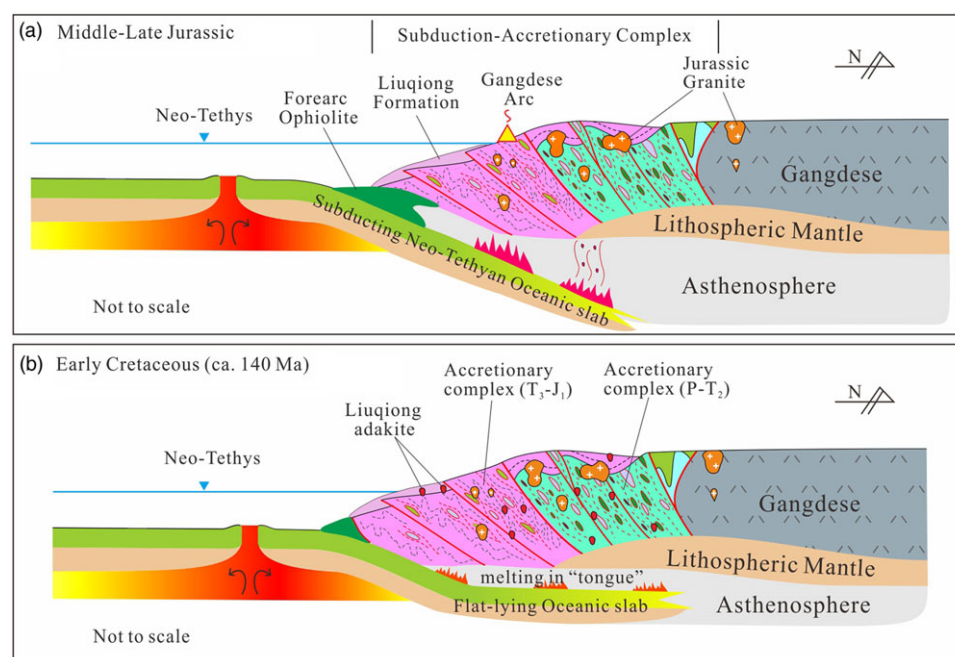 (a) Middle-Late Jurassic
Subduction-Accretionary Complex
N
Jurassic
Granite
Gangdese
Arc
Liuqiong
Formation
Forearc
Ophiolite
Neo-Tethys
Gangdese
Subducting Neo-Tethyan Oceanic slab
Lithospheric Mantle
Asthenosphere
Not to scale
(b) Early Cretaceous (ca. 140 Ma)
Accretionary
complex (T3-J1)
Accretionary
complex (P-T2)
N
Liuqiong
adakite
Neo-Tethys
Gangdese
Lithospheric Mantle
melting in “tongue”
Flat-lying Oceanic slab
Asthenosphere
Not to scale